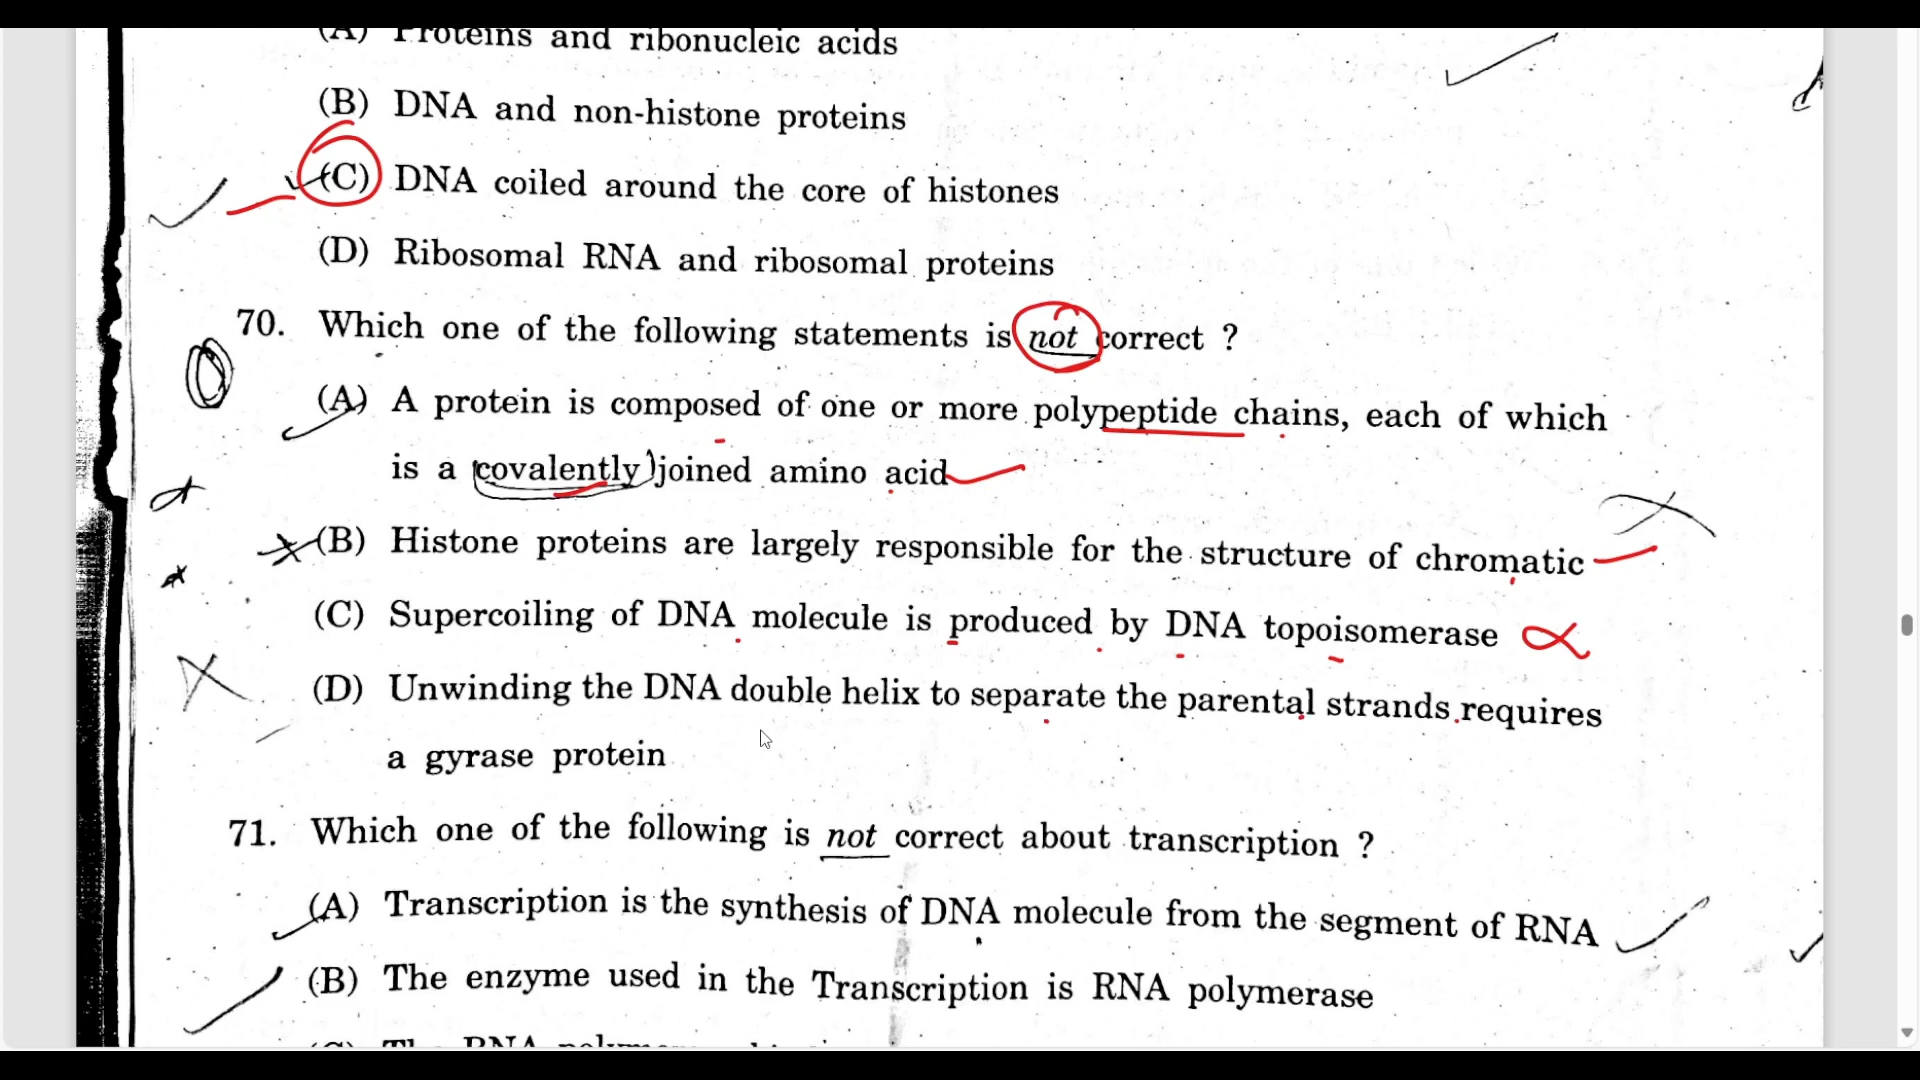 (A) Proteins and ribonucleic acids
(B) DNA and non-histone proteins
(C) DNA coiled around the core of histones
(D) Ribosomal RNA and ribosomal proteins
70. Which one of the following statements is not correct ?
(A) A protein is composed of one or more polypeptide chains, each of which
is a covalently joined amino acid
(B) Histone proteins are largely responsible for the structure of chromatic
(C) Supercoiling of DNA molecule is produced by DNA topoisomerase
(D) Unwinding the DNA double helix to separate the parental strands requires
a gyrase protein
71. Which one of the following is not correct about transcription ?
(A) Transcription is the synthesis of DNA molecule from the segment of RNA
(B) The enzyme used in the Transcription is RNA polymerase